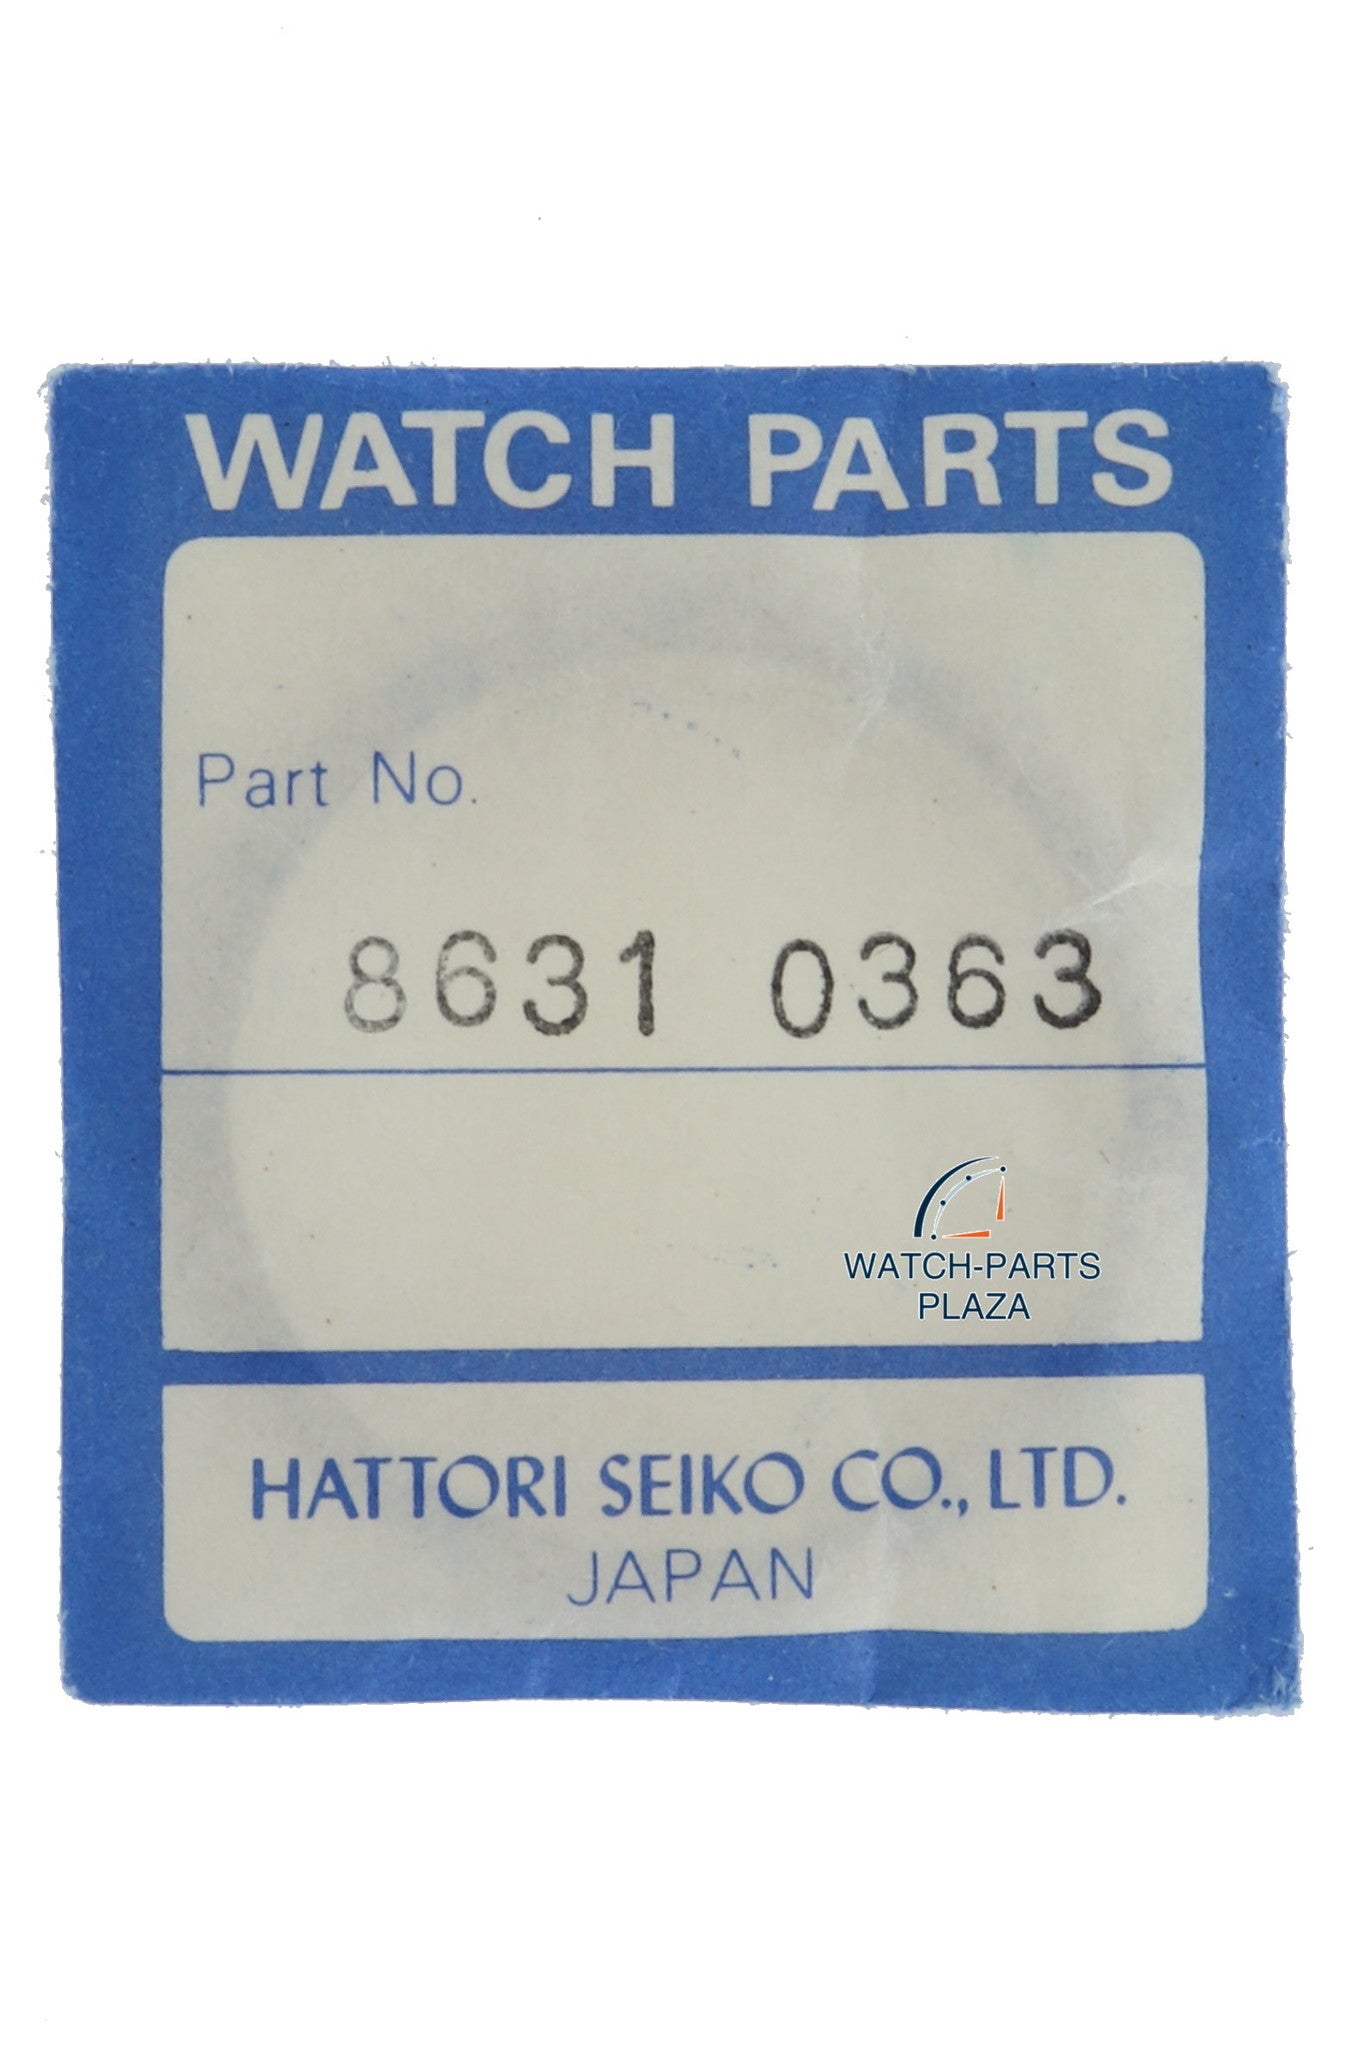 WATCH PARTS
Part No.
8631 0363
WATCH-PARTS
PLAZA
HATTORI SEIKO CO., LTD.
JAPAN